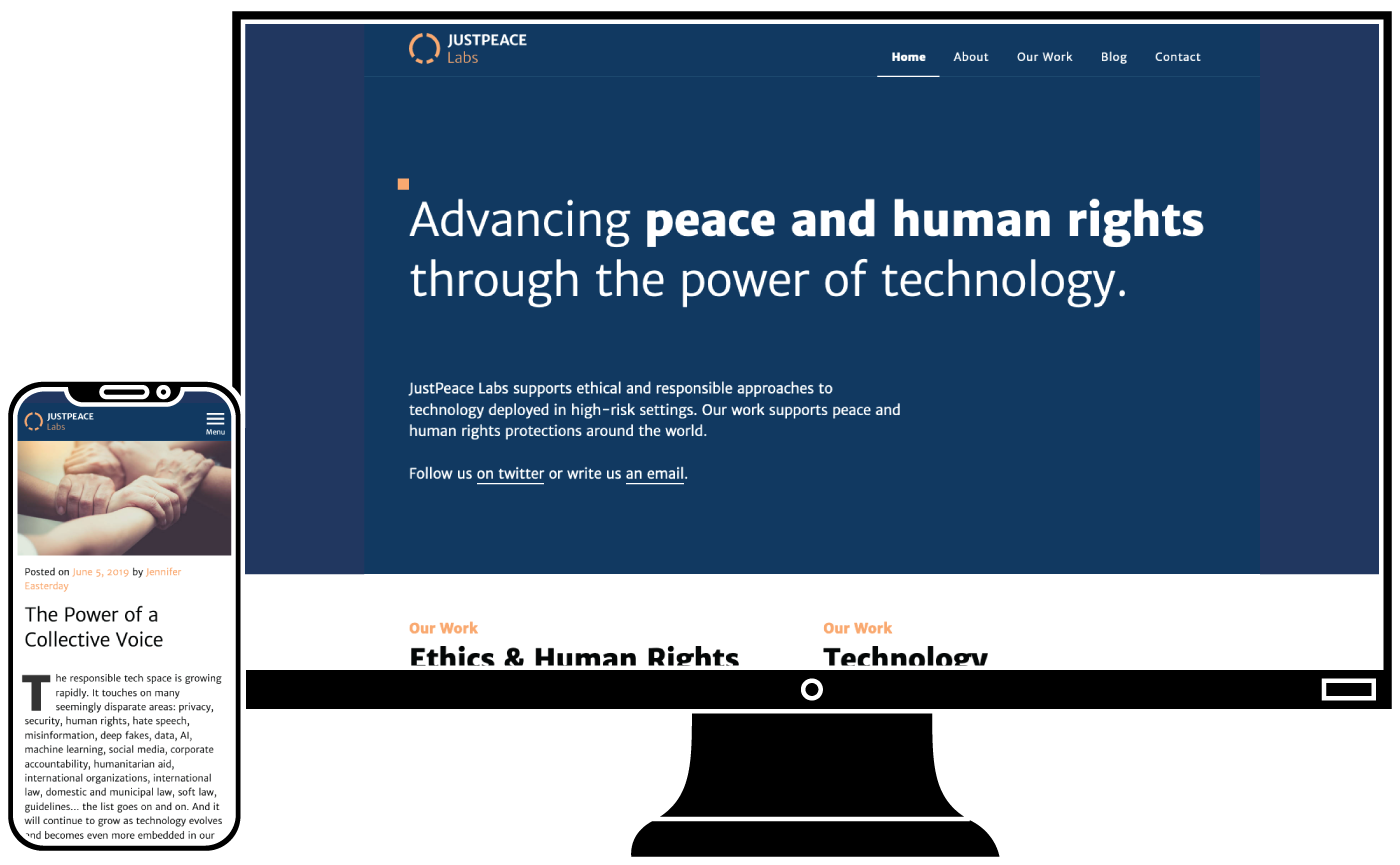 JUSTPEACE
Labs
Home About Our Work Blog Contact
Advancing peace and human rights
through the power of technology.
JustPeace Labs supports ethical and responsible approaches to
technology deployed in high-risk settings. Our work supports peace and
human rights protections around the world.
Follow us on twitter or write us an email.
Our Work
Ethics & Human Rights
Our Work
Technology
JUSTPEACE
Labs
Menu
Posted on June 5, 2019 by Jennifer
Easterday
The Power of a
Collective Voice
The responsible tech space is growing
rapidly. It touches on many
seemingly disparate areas: privacy,
security, human rights, hate speech,
misinformation, deep fakes, data, AI,
machine learning, social media, corporate
accountability, humanitarian aid,
international organizations, international
law, domestic and municipal law, soft law,
guidelines... the list goes on and on. And it
will continue to grow as technology evolves
and becomes even more embedded in our